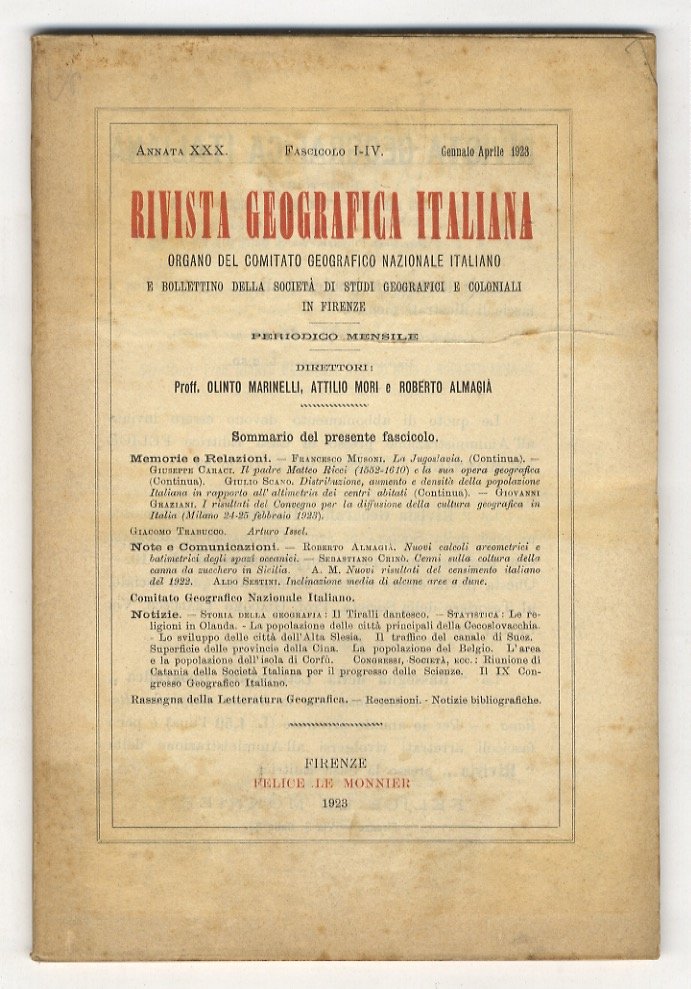 ANNATA XXX. FASCICOLO I-IV. Gennaio Aprile 1923
RIVISTA GEOGRAFICA ITALIANA
ORGANO DEL COMITATO GEOGRAFICO NAZIONALE ITALIANO
E BOLLETTINO DELLA SOCIETÀ DI STUDI GEOGRAFICI E COLONIALI
IN FIRENZE
PERIODICO MENSILE
DIRETTORI:
Proff. OLINTO MARINELLI, ATTILIO MORI e ROBERTO ALMAGIÀ
Sommario del presente fascicolo.
Memorie e Relazioni. — FRANCESCO MUSONI. La Jugoslavia. (Continua). —
GIUSEPPE CARACI. Il padre Matteo Ricci (1552-1610) e la sua opera geografica
(Continua). GIULIO SCANO. Distribuzione, aumento e densità della popolazione
Italiana in rapporto all'altimetria dei centri abitati (Continua). — GIOVANNI
GRAZIANI. I risultati del Convegno per la diffusione della cultura geografica in
Italia (Milano 24-25 febbraio 1923).
GIACOMO TRABUCCO. Arturo Issel.
Note e Comunicazioni. — ROBERTO ALMAGIÀ. Nuovi calcoli areometrici e
batimetrici degli spazi oceanici. — SEBASTIANO CRINÒ. Cenni sulla coltura della
canna da zucchero in Sicilia. A. M. Nuovi risultati del censimento italiano
del 1922. ALDO SESTINI. Inclinazione media di alcune aree a dune.
Comitato Geografico Nazionale Italiano.
Notizie. — STORIA DELLA GEOGRAFIA: Il Tiralli dantesco. — STATISTICA: Le re-
ligioni in Olanda. - La popolazione delle città principali della Cecoslovacchia.
- Lo sviluppo delle città dell'Alta Slesia. Il traffico del canale di Suez.
Superficie delle provincie della Cina. La popolazione del Belgio. L'area
e la popolazione dell'isola di Corfù. CONGRESSI, SOCIETÀ, ECC.: Riunione di
Catania della Società Italiana per il progresso delle Scienze. Il IX Con-
gresso Geografico Italiano.
Rassegna della Letteratura Geografica. — Recensioni. - Notizie bibliografiche.
FIRENZE
FELICE LE MONNIER
1923